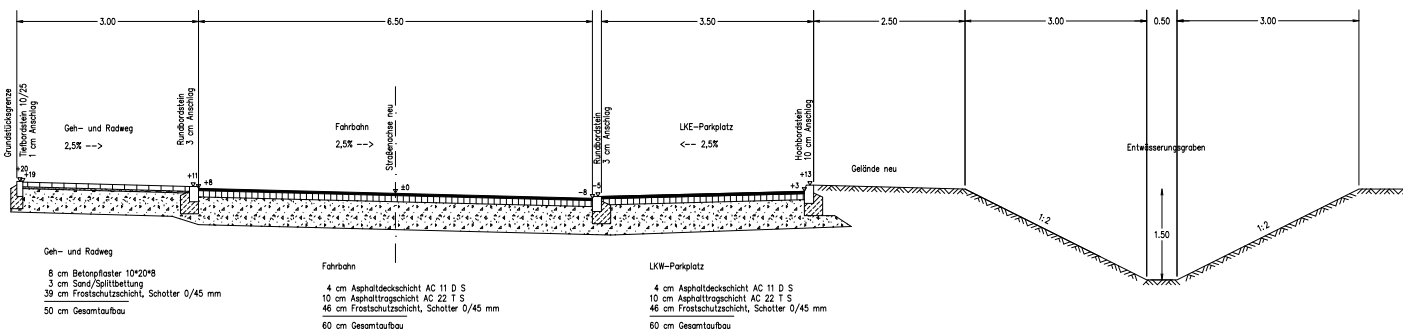 3.00 6.50 3.50 2.50 3.00 0.50 3.00
Grundstücksgrenze
Tiefbordstein 10/25
1 cm Anschlag
Geh- und Radweg
2,5% -->
Rundbordstein
3 cm Anschlag
Fahrbahn
2,5% -->
Straßenachse neu
Rundbordstein
3 cm Anschlag
LKE-Parkplatz
<-- 2,5%
Hochbordstein
10 cm Anschlag
Gelände neu
Entwässerungsgraben
+20
+19
+11
+8
±0
-8
-5
+3
+13
1:2
1.50
1:2
Geh- und Radweg
8 cm Betonpflaster 10*20*8
3 cm Sand/Splittbettung
39 cm Frostschutzschicht, Schotter 0/45 mm
50 cm Gesamtaufbau
Fahrbahn
4 cm Asphaltdeckschicht AC 11 D S
10 cm Asphalttragschicht AC 22 T S
46 cm Frostschutzschicht, Schotter 0/45 mm
60 cm Gesamtaufbau
LKW-Parkplatz
4 cm Asphaltdeckschicht AC 11 D S
10 cm Asphalttragschicht AC 22 T S
46 cm Frostschutzschicht, Schotter 0/45 mm
60 cm Gesamtaufbau